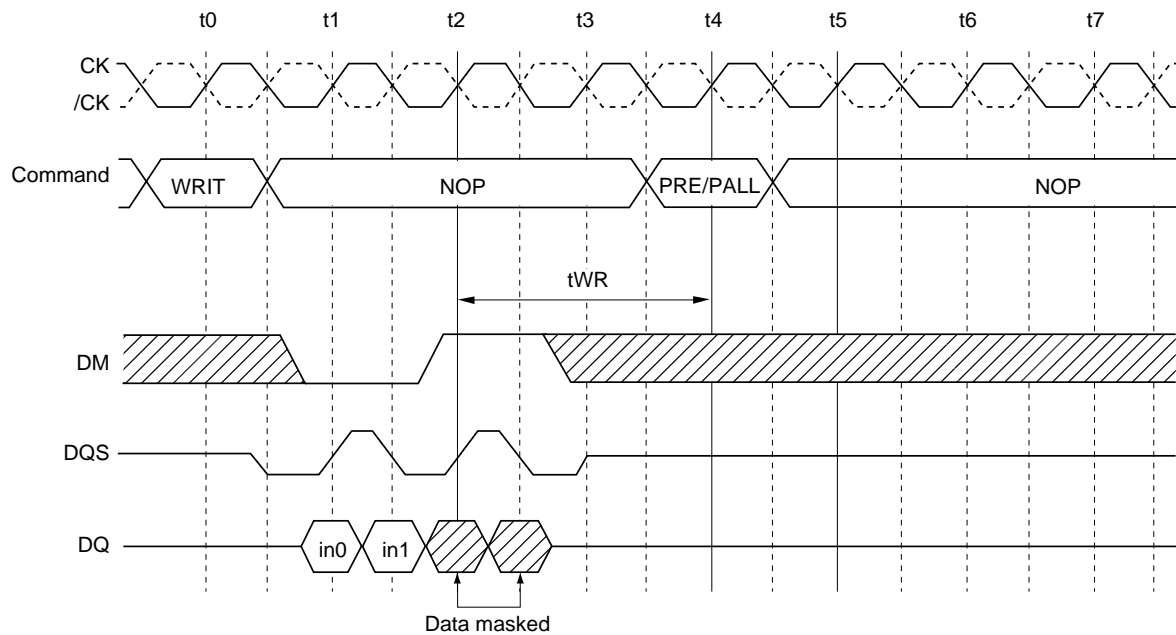 t0 t1 t2 t3 t4 t5 t6 t7
CK
/CK
Command WRIT NOP PRE/PALL NOP
tWR
DM
DQS
DQ in0 in1
Data masked